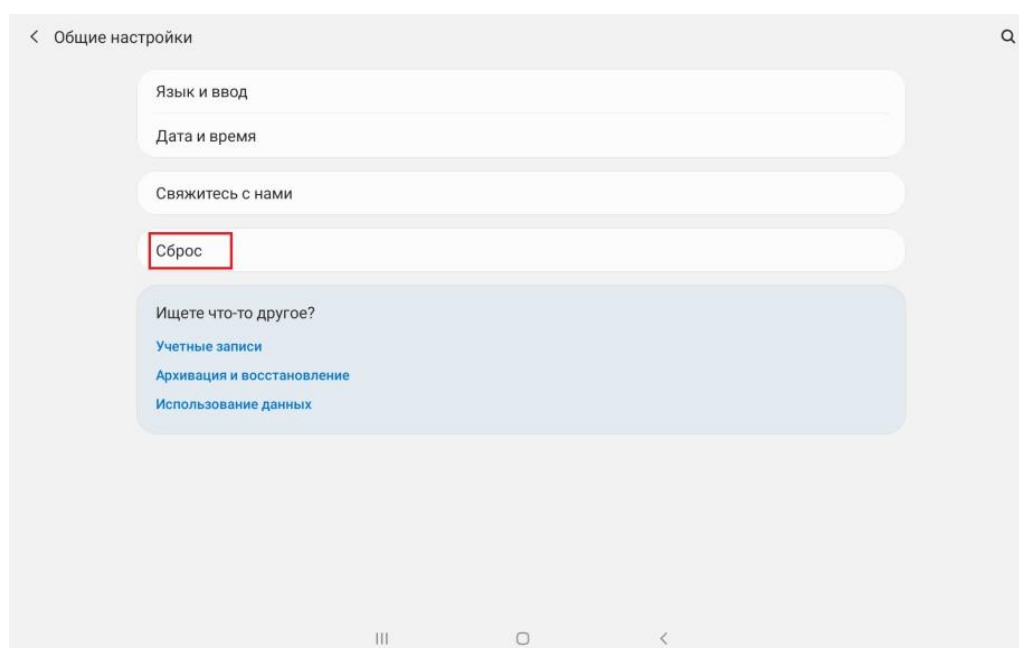 Общие настройки
Язык и ввод
Дата и время
Свяжитесь с нами
Сброс
Ищете что-то другое?
Учетные записи
Архивация и восстановление
Использование данных